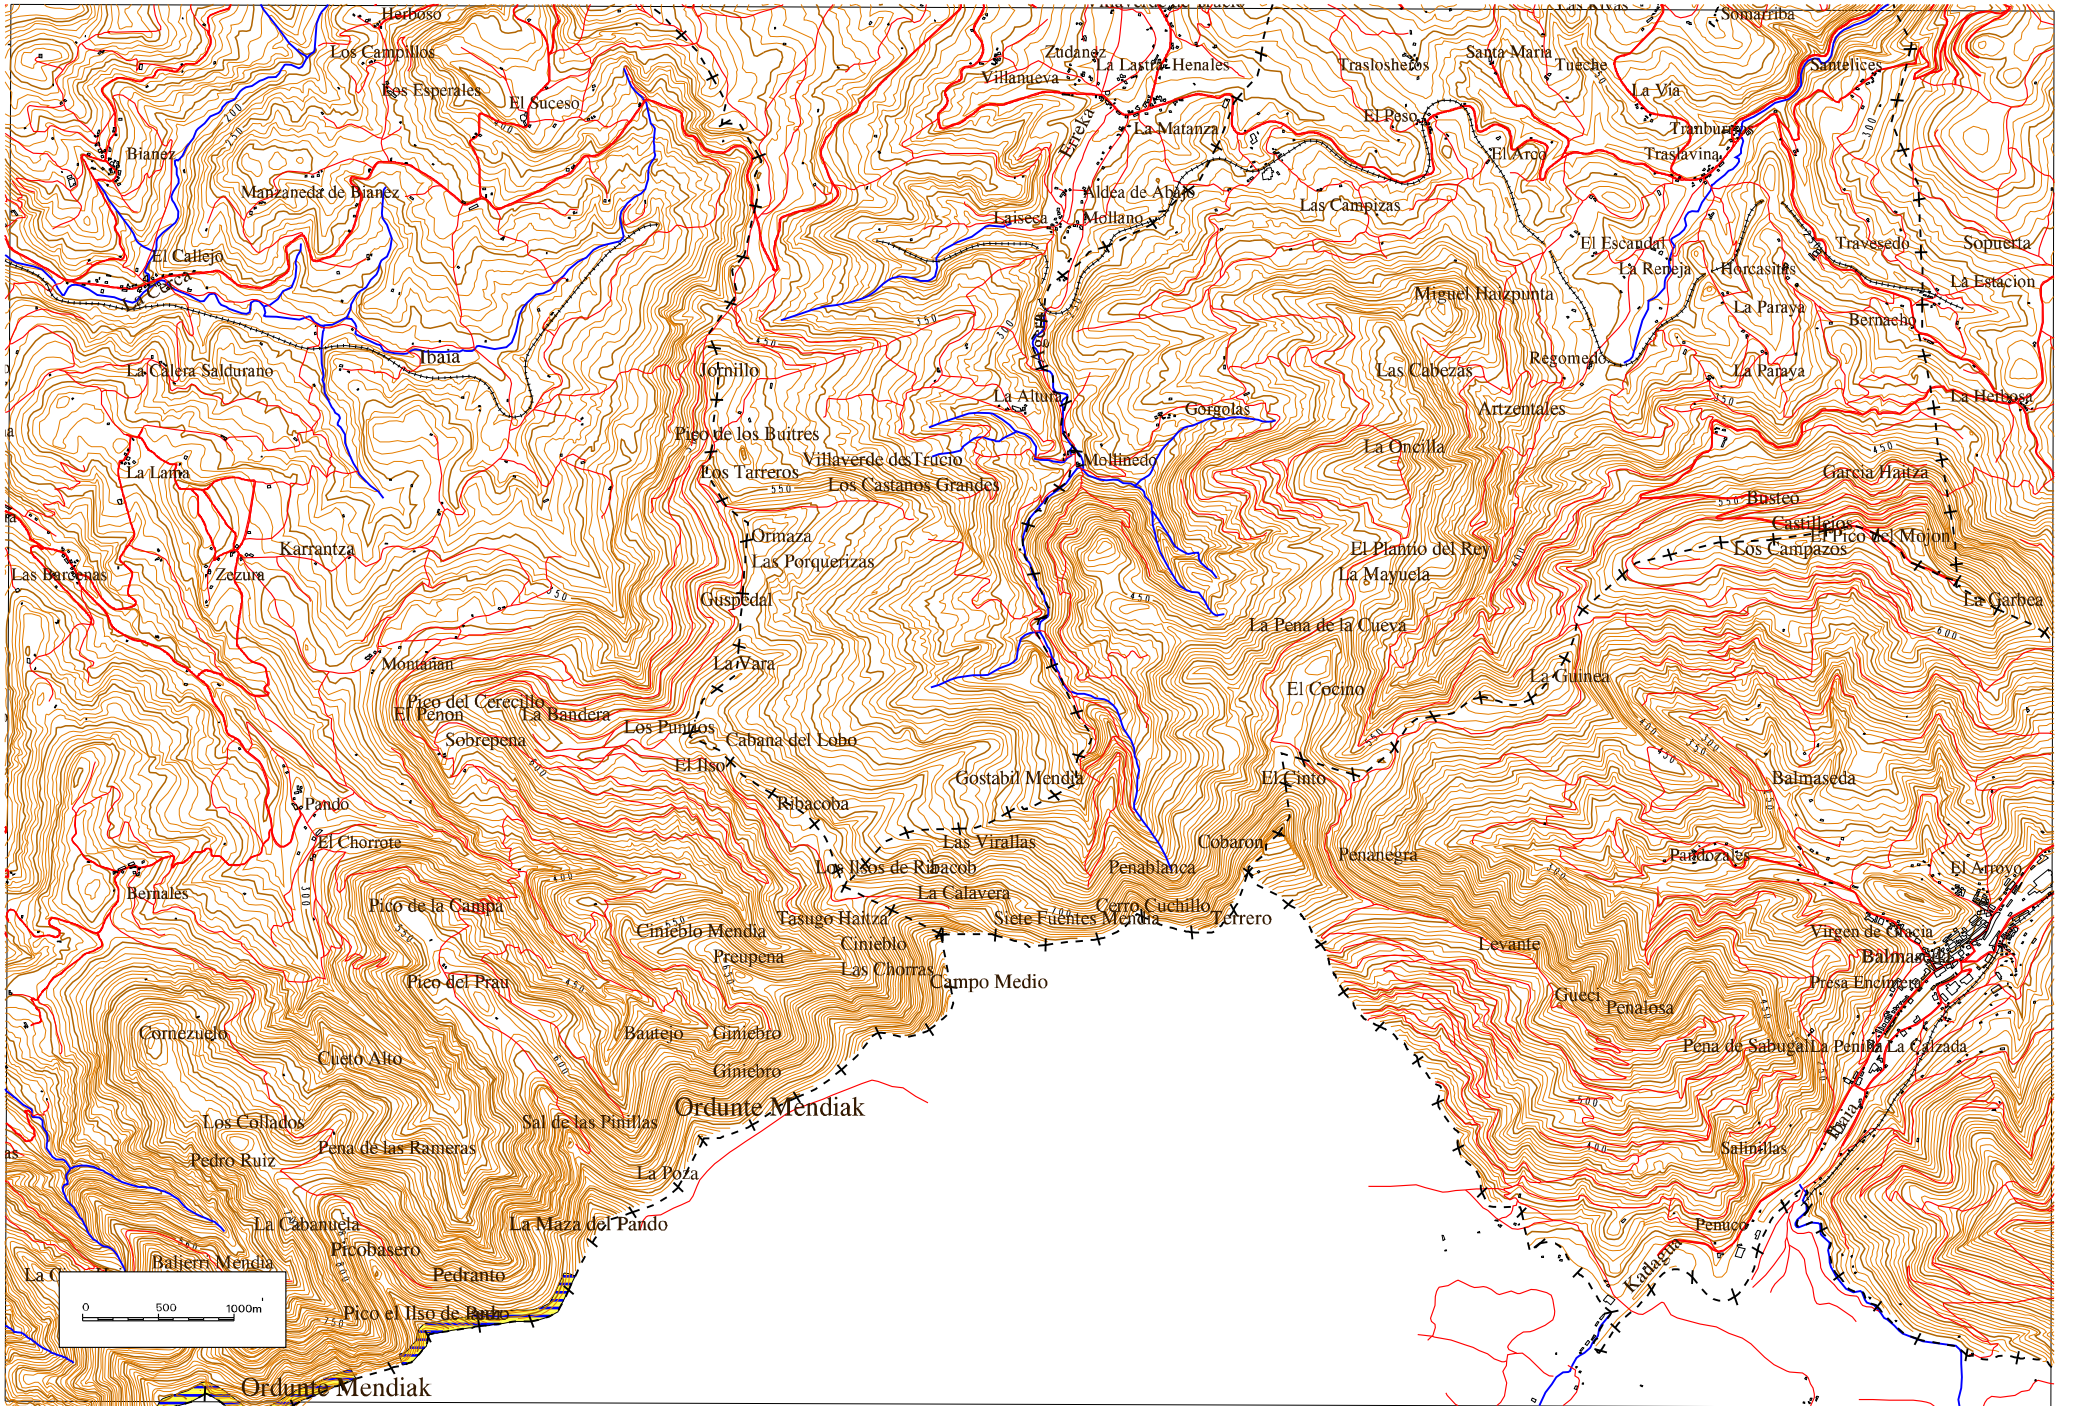 Herboso
Somarriba
Los Campillos
Zudanez
Santa Maria
La Lastra
Henales
Traslosheros
Tueche
Santelices
Villanueva
Los Esperales
La Via
El Suceso
El Peso
La Matanza
Tranburrios
Erreka
Bianez
El Arco
Traslavina
Manzaneda de Bianez
Aldea de Abajo
Las Campizas
Laiseca
Mollano
El Callejo
El Escandal
Travesedo
Sopuerta
La Cerca
La Reneja
Horcasitas
La Estacion
Miguel Haizpunta
La Paraya
Bernacho
Ibaia
Regomedo
La Calera Saldurano
Jornillo
Las Cabezas
La Paraya
La Altura
La Herbosa
Gorgolas
Artzentales
Pico de los Buitres
La Oncilla
Villaverde de Trucio
Mollinedo
La Lama
Los Tarreros
Garcia Haitza
Los Castanos Grandes
Busteo
Castillejos
Ormaza
El Pico del Mojon
Karrantza
El Plantio del Rey
Los Campazos
Las Porquerizas
Las Barcenas
Zezura
La Mayuela
Guspedal
La Garbea
La Pena de la Cueva
Montanan
La Vara
La Guinea
El Cocino
Pico del Cerecillo
El Penon
La Bandera
Los Puntios
Sobrepena
Cabana del Lobo
El Ilso
Gostabil Mendia
El Cinto
Balmaseda
Pando
Ribacoba
El Chorrote
Las Virallas
Cobaron
Penanegra
Pandozales
Los Ilsos de Ribacob
Penablanca
El Arroyo
Bernales
La Calavera
Pico de la Campa
Cerro Cuchillo
Tasugo Haitza
Siete Fuentes Mendia
Terrero
Cinieblo Mendia
Virgen de Gracia
Cinieblo
Levante
Preupena
Balmaseda
Las Chorras
Pico del Prau
Campo Medio
Presa Encimera
Gueci
Penalosa
Cornezuelo
Bautejo
Giniebro
Pena de Sabugal
La Penilla
La Calzada
Cueto Alto
Giniebro
Ordunte Mendiak
Los Collados
Sal de las Pinillas
Ibaia
Pena de las Rameras
Salinillas
Pedro Ruiz
La Poza
La Cabanuela
La Maza del Pando
Penuco
Picobasero
Kadagua
Baljerri Mendia
Pedranto
0 500 1000m
Pico el Ilso de
Ordunte Mendiak